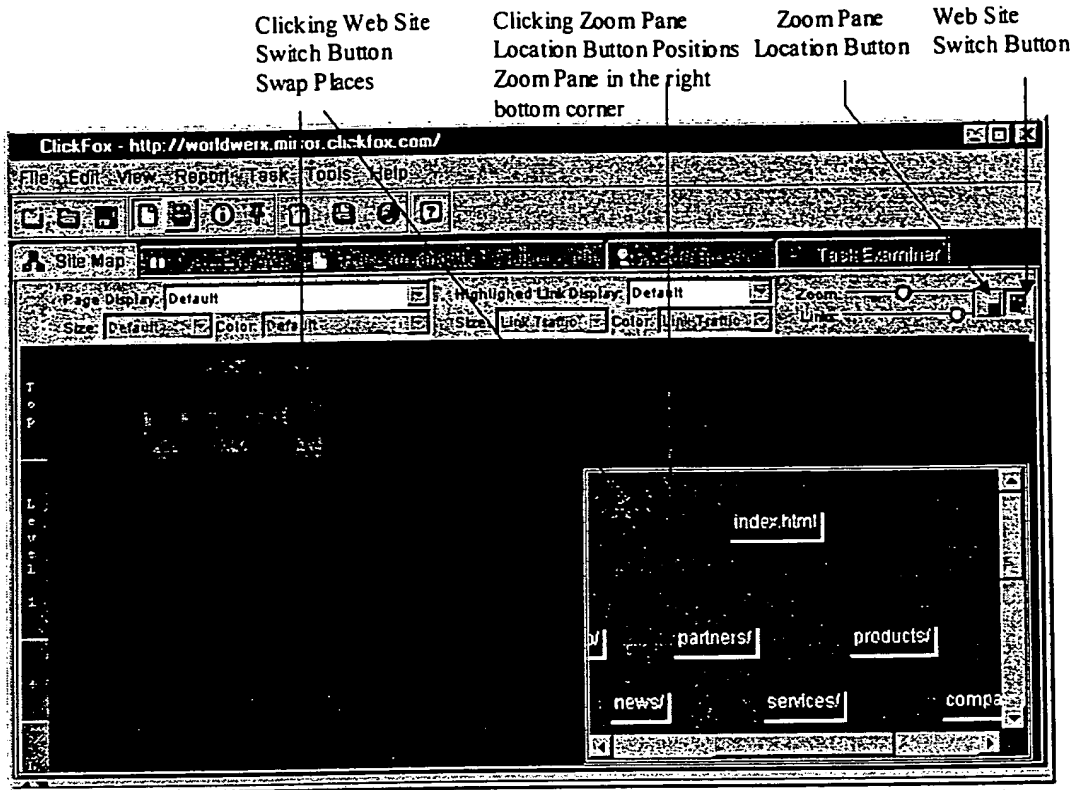 Clicking Web Site
Switch Button
Swap Places
Clicking Zoom Pane
Location Button Positions
Zoom Pane in the right
bottom corner
Zoom Pane
Location Button
Web Site
Switch Button
ClickFox - http://worldwerx.mirror.clickfox.com/
File Edit View Report Task Tools Help
Site Map
Task Examiner
Page Display: Default
Highlighed Link Display: Default
Zoom
Size: Default Color: Default
Size: Link Traffic Color: Link Traffic
Links
Top
Level 1
index.html
partners/
products/
news/
services/
compa